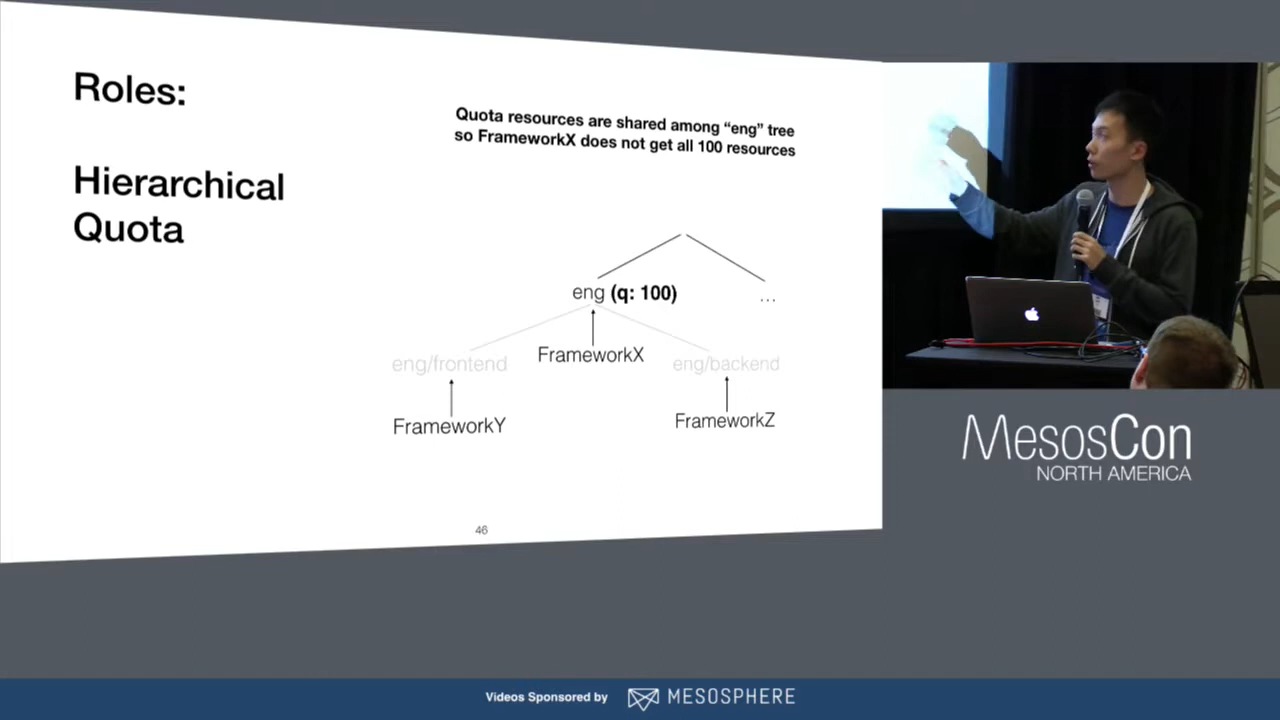 Roles:
Hierarchical
Quota
Quota resources are shared among “eng” tree
so FrameworkX does not get all 100 resources
eng (q: 100)
...
eng/frontend
FrameworkX
eng/backend
FrameworkY
FrameworkZ
46
MesosCon
NORTH AMERICA
Videos Sponsored by
MESOSPHERE